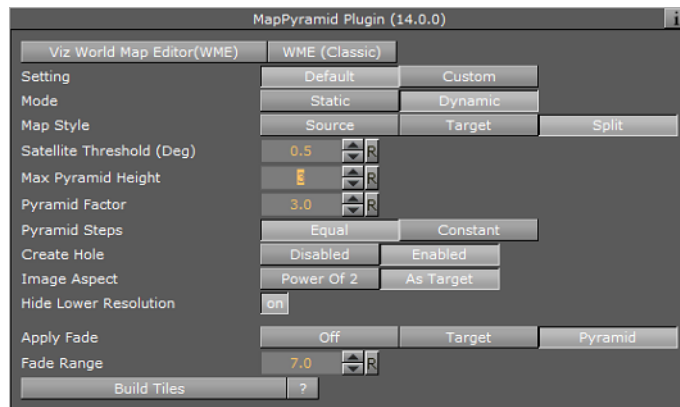 MapPyramid Plugin (14.0.0) i
Viz World Map Editor(WME) WME (Classic)
Setting Default Custom
Mode Static Dynamic
Map Style Source Target Split
Satellite Threshold (Deg) 0.5 R
Max Pyramid Height 3 R
Pyramid Factor 3.0 R
Pyramid Steps Equal Constant
Create Hole Disabled Enabled
Image Aspect Power Of 2 As Target
Hide Lower Resolution on
Apply Fade Off Target Pyramid
Fade Range 7.0 R
Build Tiles ?